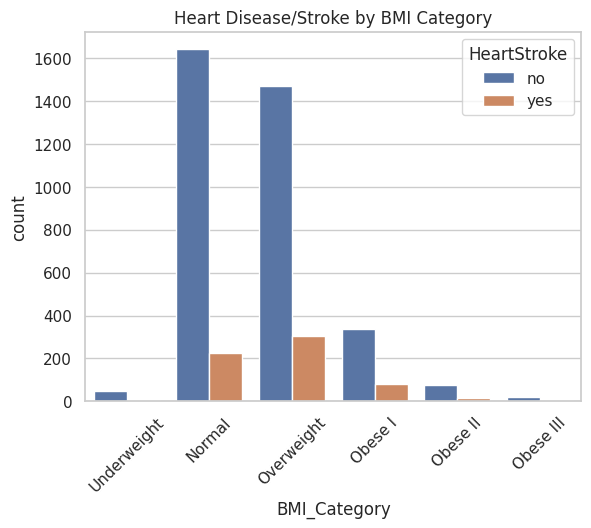 Heart Disease/Stroke by BMI Category
HeartStroke
no
yes
count
1600
1400
1200
1000
800
600
400
200
0
Underweight
Normal
Overweight
Obese I
Obese II
Obese III
BMI_Category